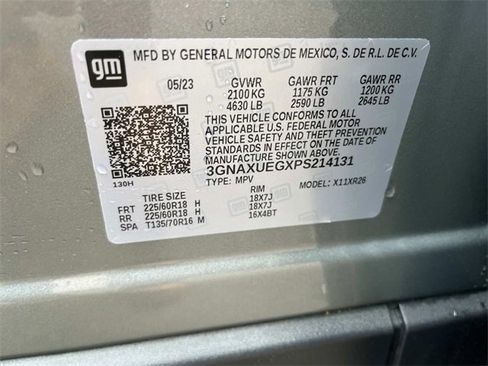 gm
MFD BY GENERAL MOTORS DE MEXICO, S. DE R.L. DE C.V.
05/23 GVWR GAWR FRT GAWR RR
2100 KG 1175 KG 1200 KG
4630 LB 2590 LB 2645 LB
THIS VEHICLE CONFORMS TO ALL
APPLICABLE U.S. FEDERAL MOTOR
VEHICLE SAFETY AND THEFT PREVENTION
STANDARDS IN EFFECT ON THE DATE OF
MANUFACTURE SHOWN ABOVE.
3GNAXUEGXPS214131
130H TYPE: MPV MODEL: X11XR26
TIRE SIZE RIM
FRT 225/60R18 H 18X7J
RR 225/60R18 H 18X7J
SPA T135/70R16 M 16X4BT